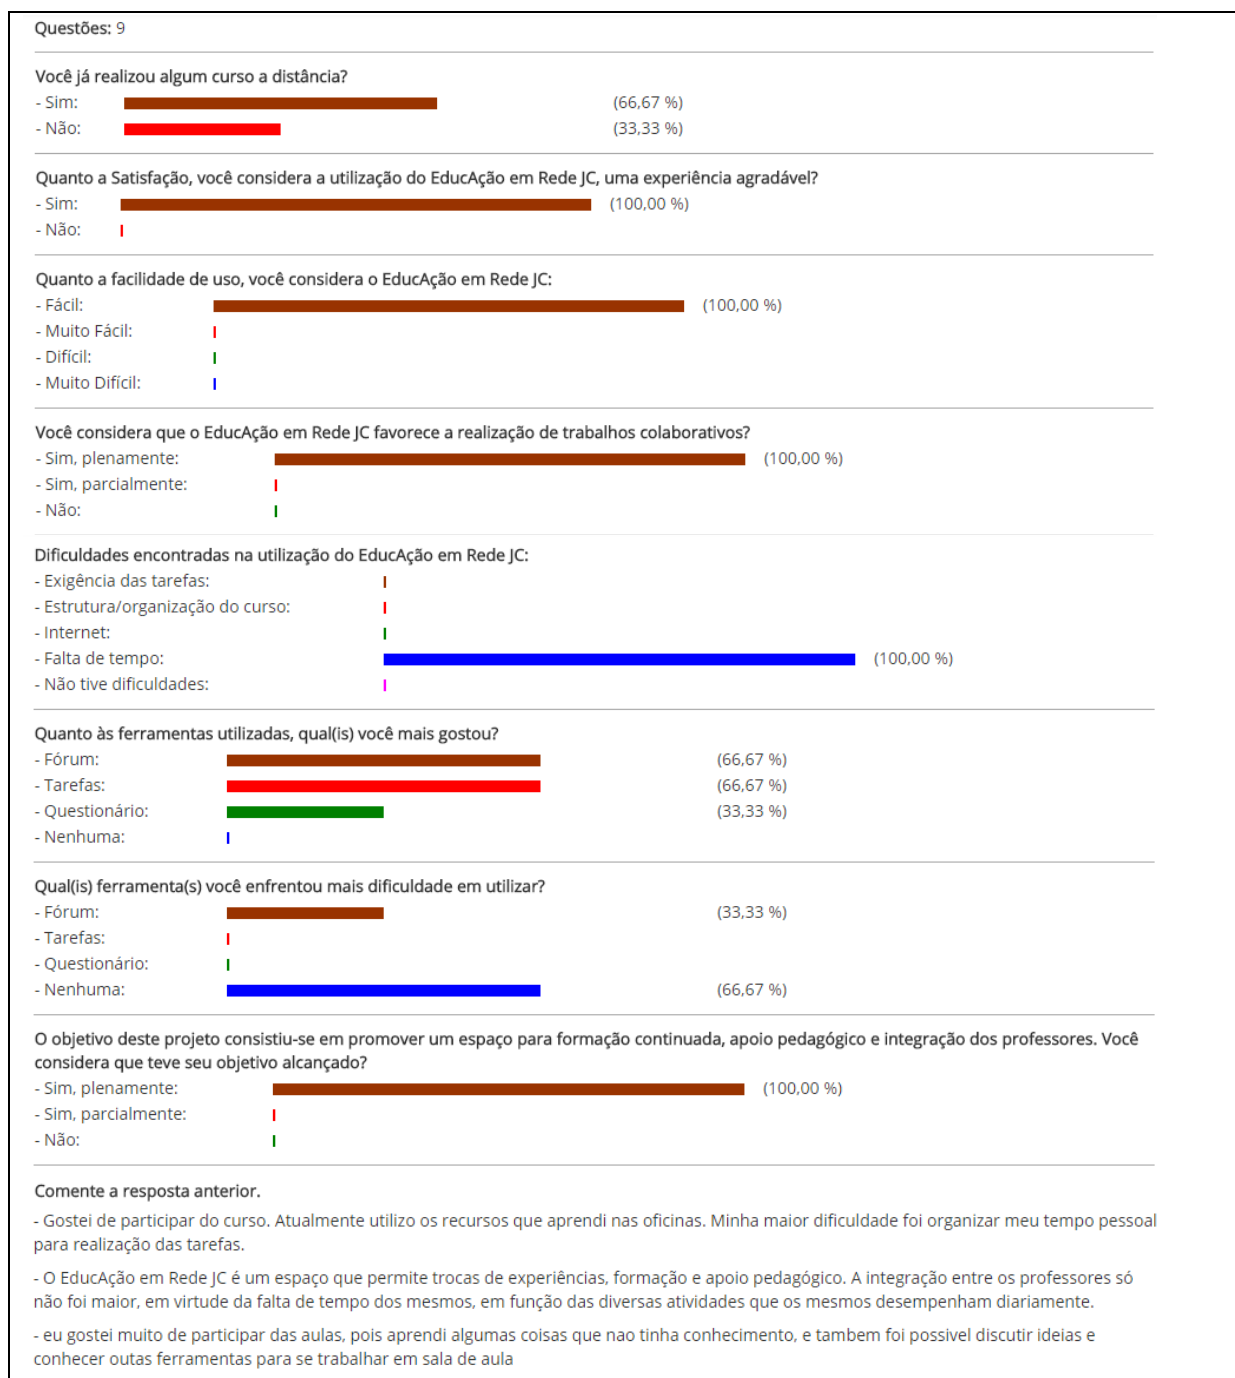 Questões: 9
Você já realizou algum curso a distância?
- Sim: (66,67 %)
- Não: (33,33 %)
Quanto a Satisfação, você considera a utilização do EducAção em Rede JC, uma experiência agradável?
- Sim: (100,00 %)
- Não:
Quanto a facilidade de uso, você considera o EducAção em Rede JC:
- Fácil: (100,00 %)
- Muito Fácil:
- Difícil:
- Muito Difícil:
Você considera que o EducAção em Rede JC favorece a realização de trabalhos colaborativos?
- Sim, plenamente: (100,00 %)
- Sim, parcialmente:
- Não:
Dificuldades encontradas na utilização do EducAção em Rede JC:
- Exigência das tarefas:
- Estrutura/organização do curso:
- Internet:
- Falta de tempo: (100,00 %)
- Não tive dificuldades:
Quanto às ferramentas utilizadas, qual(is) você mais gostou?
- Fórum: (66,67 %)
- Tarefas: (66,67 %)
- Questionário: (33,33 %)
- Nenhuma:
Qual(is) ferramenta(s) você enfrentou mais dificuldade em utilizar?
- Fórum: (33,33 %)
- Tarefas:
- Questionário:
- Nenhuma: (66,67 %)
O objetivo deste projeto consistiu-se em promover um espaço para formação continuada, apoio pedagógico e integração dos professores. Você
considera que teve seu objetivo alcançado?
- Sim, plenamente: (100,00 %)
- Sim, parcialmente:
- Não:
Comente a resposta anterior.
- Gostei de participar do curso. Atualmente utilizo os recursos que aprendi nas oficinas. Minha maior dificuldade foi organizar meu tempo pessoal
para realização das tarefas.
- O EducAção em Rede JC é um espaço que permite trocas de experiências, formação e apoio pedagógico. A integração entre os professores só
não foi maior, em virtude da falta de tempo dos mesmos, em função das diversas atividades que os mesmos desempenham diariamente.
- eu gostei muito de participar das aulas, pois aprendi algumas coisas que nao tinha conhecimento, e tambem foi possivel discutir ideias e
conhecer outas ferramentas para se trabalhar em sala de aula